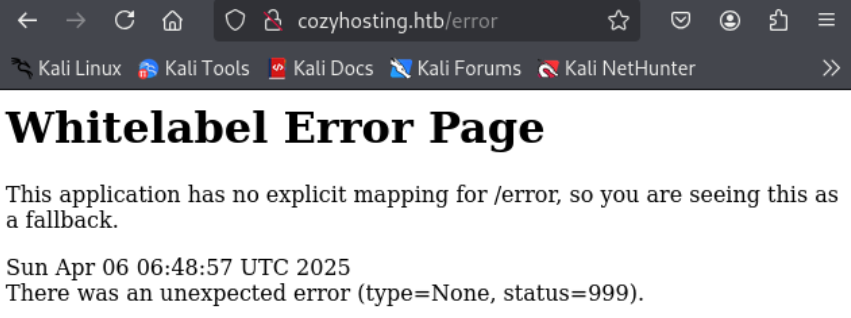 cozyhosting.htb/error
Kali Linux Kali Tools Kali Docs Kali Forums Kali NetHunter
Whitelabel Error Page
This application has no explicit mapping for /error, so you are seeing this as
a fallback.
Sun Apr 06 06:48:57 UTC 2025
There was an unexpected error (type=None, status=999).